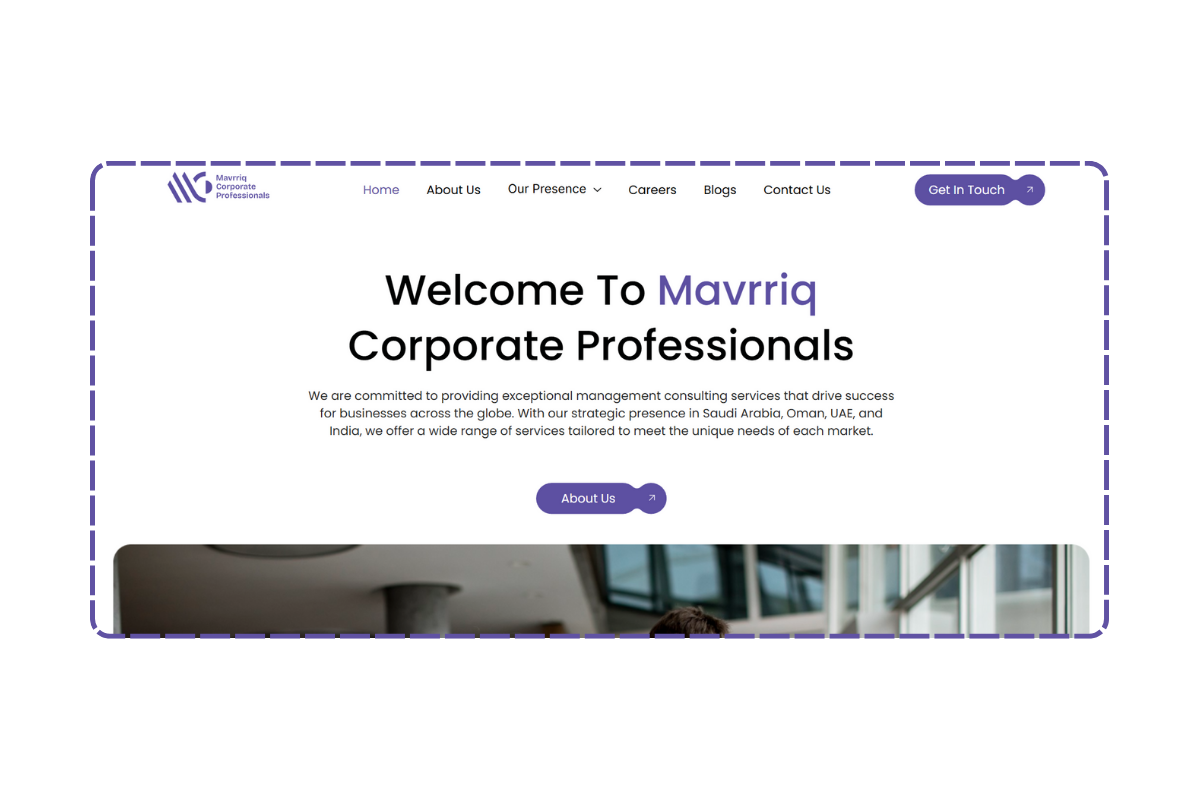 Mavrriq
Corporate
Professionals
Home
About Us
Our Presence
Careers
Blogs
Contact Us
Get In Touch
Welcome To Mavrriq
Corporate Professionals
We are committed to providing exceptional management consulting services that drive success
for businesses across the globe. With our strategic presence in Saudi Arabia, Oman, UAE, and
India, we offer a wide range of services tailored to meet the unique needs of each market.
About Us